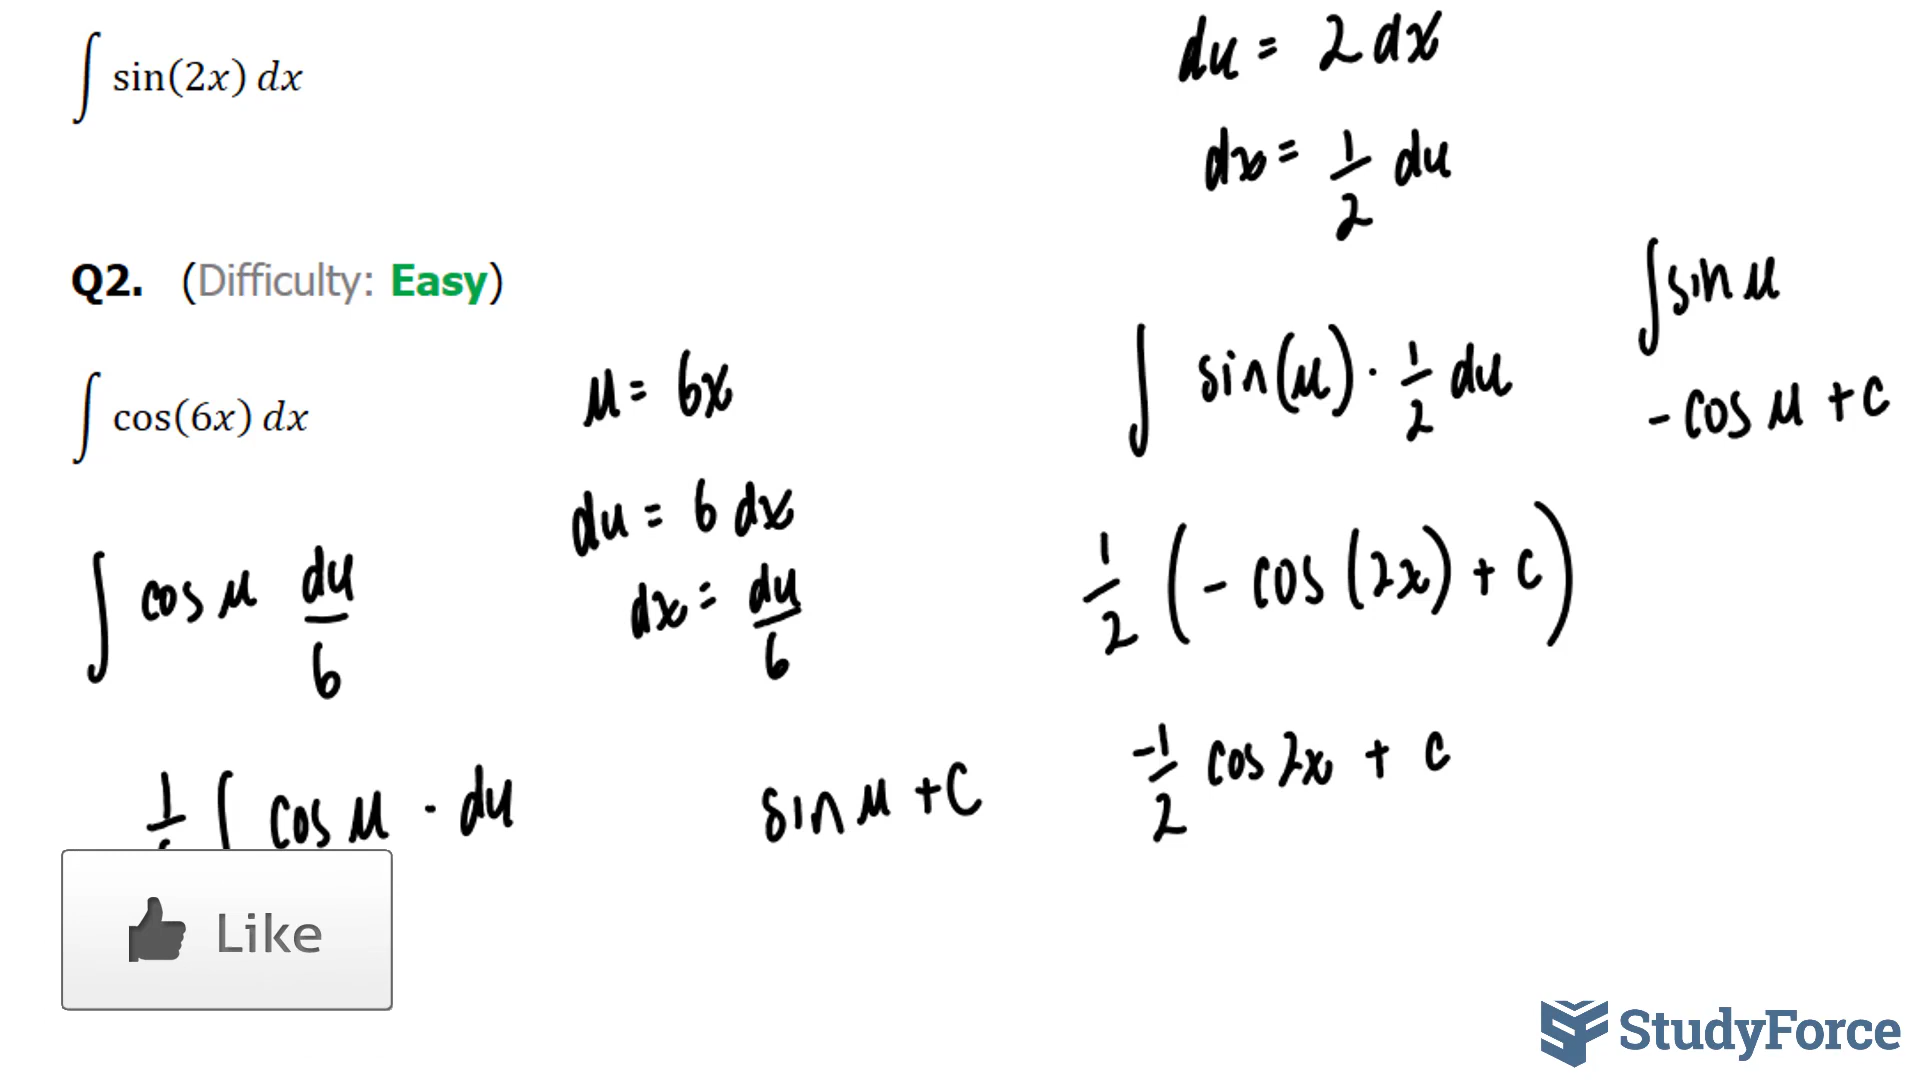 ∫ sin(2x) dx
du = 2 dx
dx = 1/2 du
Q2. (Difficulty: Easy)
∫ cos(6x) dx
u = 6x
du = 6 dx
dx = du/6
∫ cos u du/6
1/ ∫ cos u · du
sin u + C
∫ sin u
- cos u + c
∫ sin(u) · 1/2 du
1/2 (- cos (2x) + c)
-1/2 cos 2x + c
Like
StudyForce